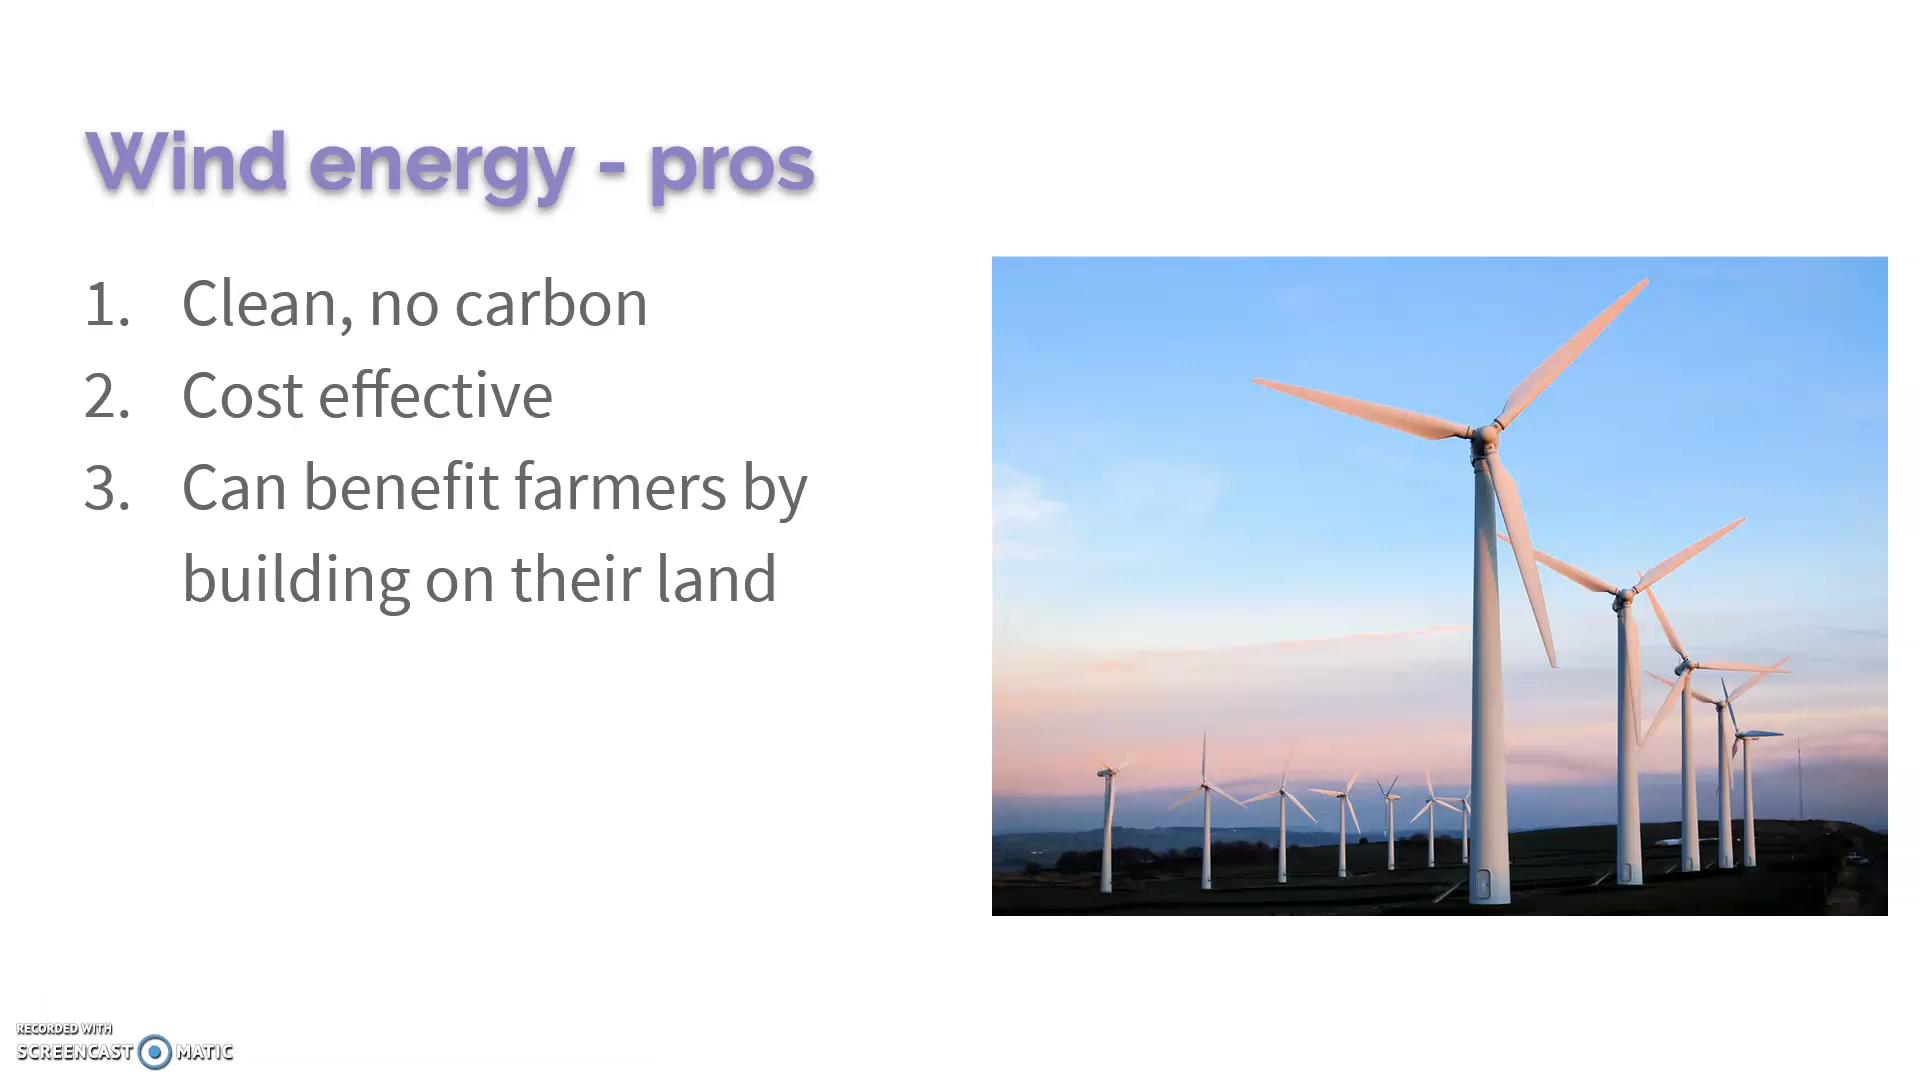 Wind energy - pros
1. Clean, no carbon
2. Cost effective
3. Can benefit farmers by
building on their land
RECORDED WITH
SCREENCAST MATIC